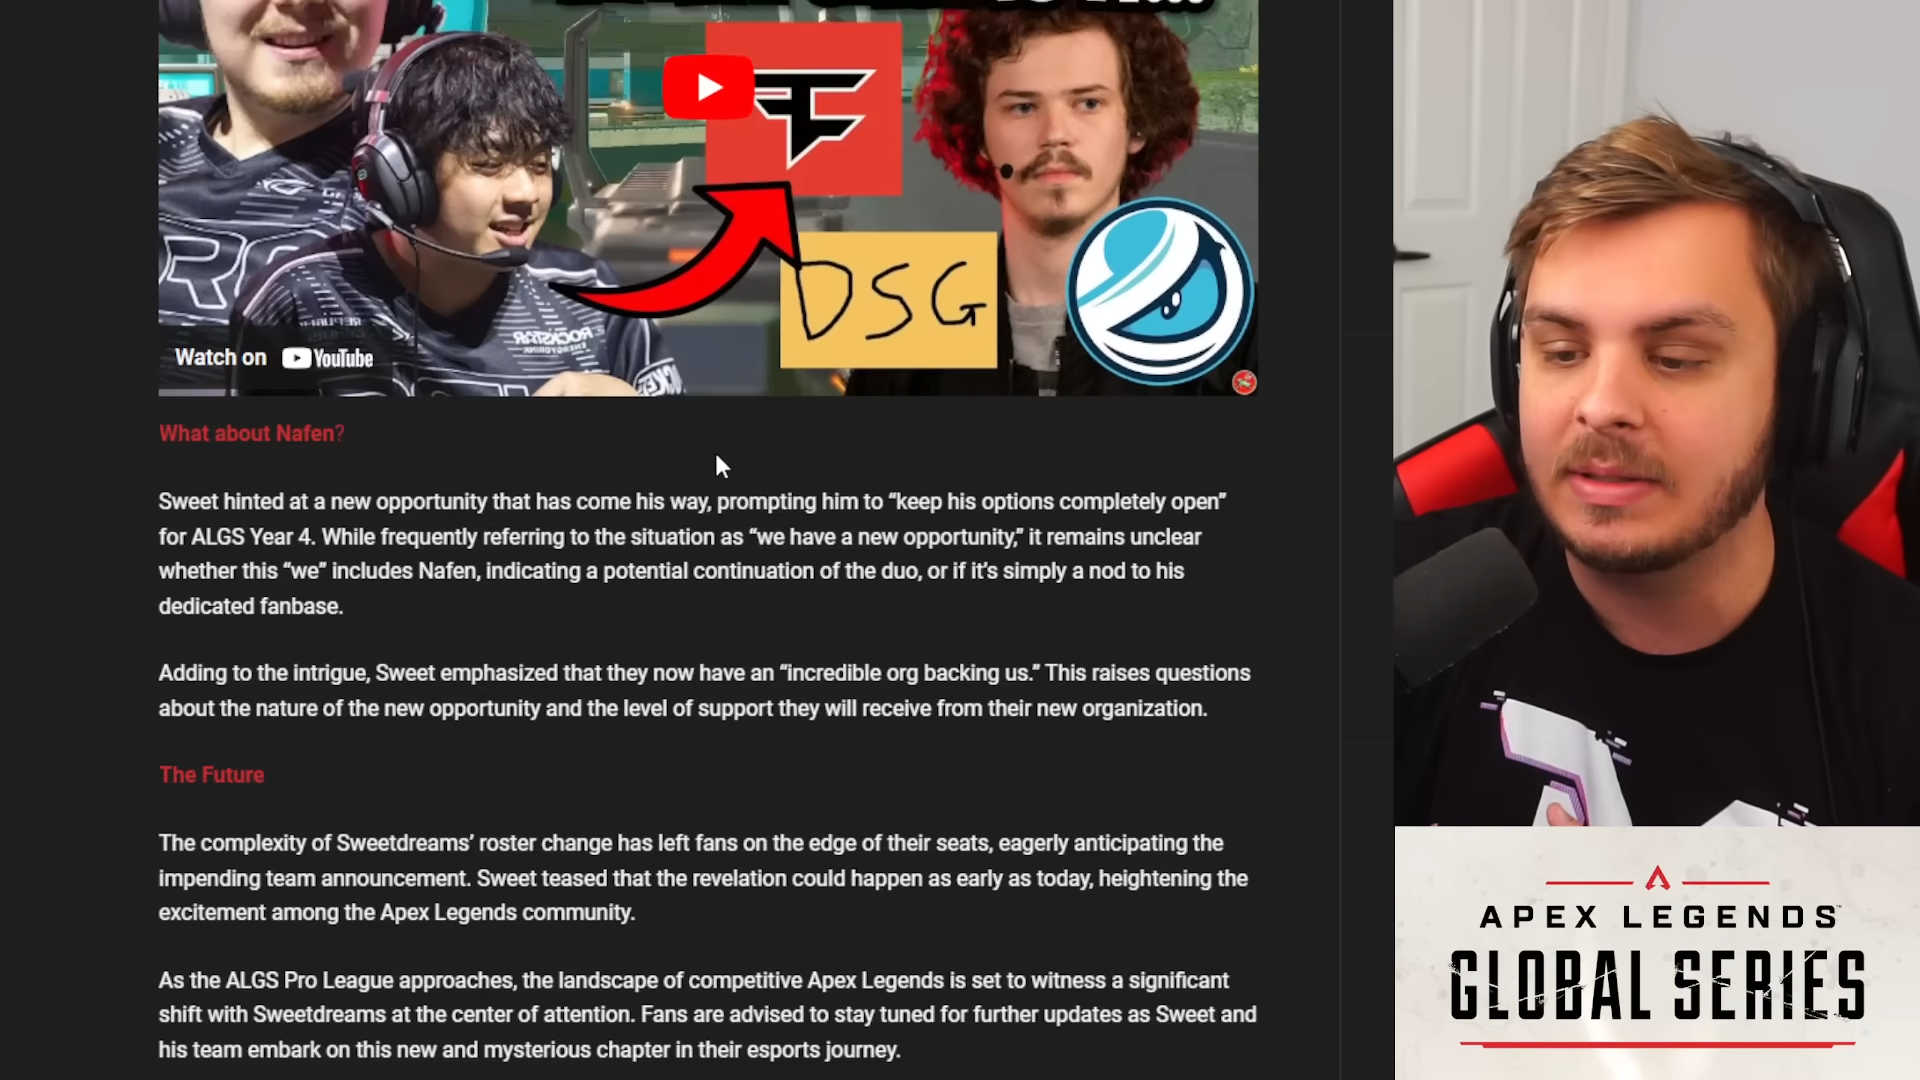 DSG
Watch on YouTube
ROCKSTAR
What about Nafen?
Sweet hinted at a new opportunity that has come his way, prompting him to “keep his options completely open”
for ALGS Year 4. While frequently referring to the situation as “we have a new opportunity,” it remains unclear
whether this “we” includes Nafen, indicating a potential continuation of the duo, or if it’s simply a nod to his
dedicated fanbase.
Adding to the intrigue, Sweet emphasized that they now have an “incredible org backing us.” This raises questions
about the nature of the new opportunity and the level of support they will receive from their new organization.
The Future
The complexity of Sweetdreams’ roster change has left fans on the edge of their seats, eagerly anticipating the
impending team announcement. Sweet teased that the revelation could happen as early as today, heightening the
excitement among the Apex Legends community.
As the ALGS Pro League approaches, the landscape of competitive Apex Legends is set to witness a significant
shift with Sweetdreams at the center of attention. Fans are advised to stay tuned for further updates as Sweet and
his team embark on this new and mysterious chapter in their esports journey.
APEX LEGENDS™
GLOBAL SERIES